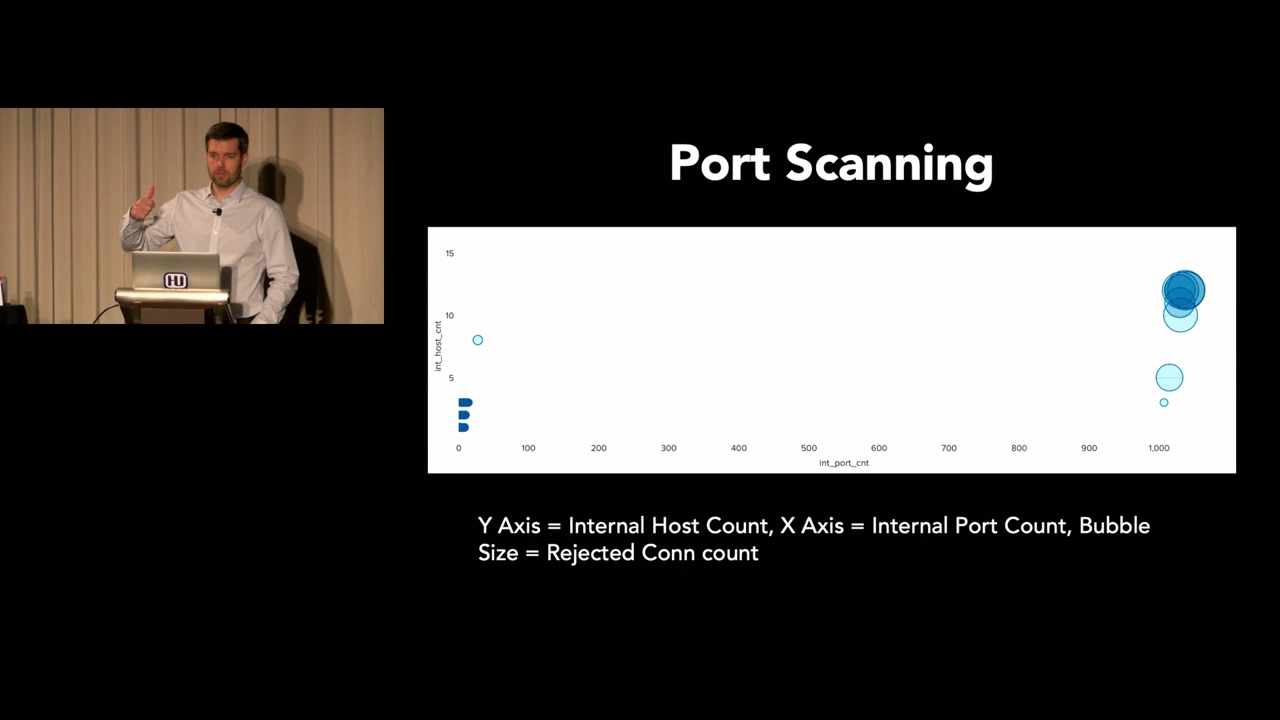 Port Scanning
15
10
5
int_host_cnt
0 100 200 300 400 500 600 700 800 900 1,000
int_port_cnt
Y Axis = Internal Host Count, X Axis = Internal Port Count, Bubble
Size = Rejected Conn count